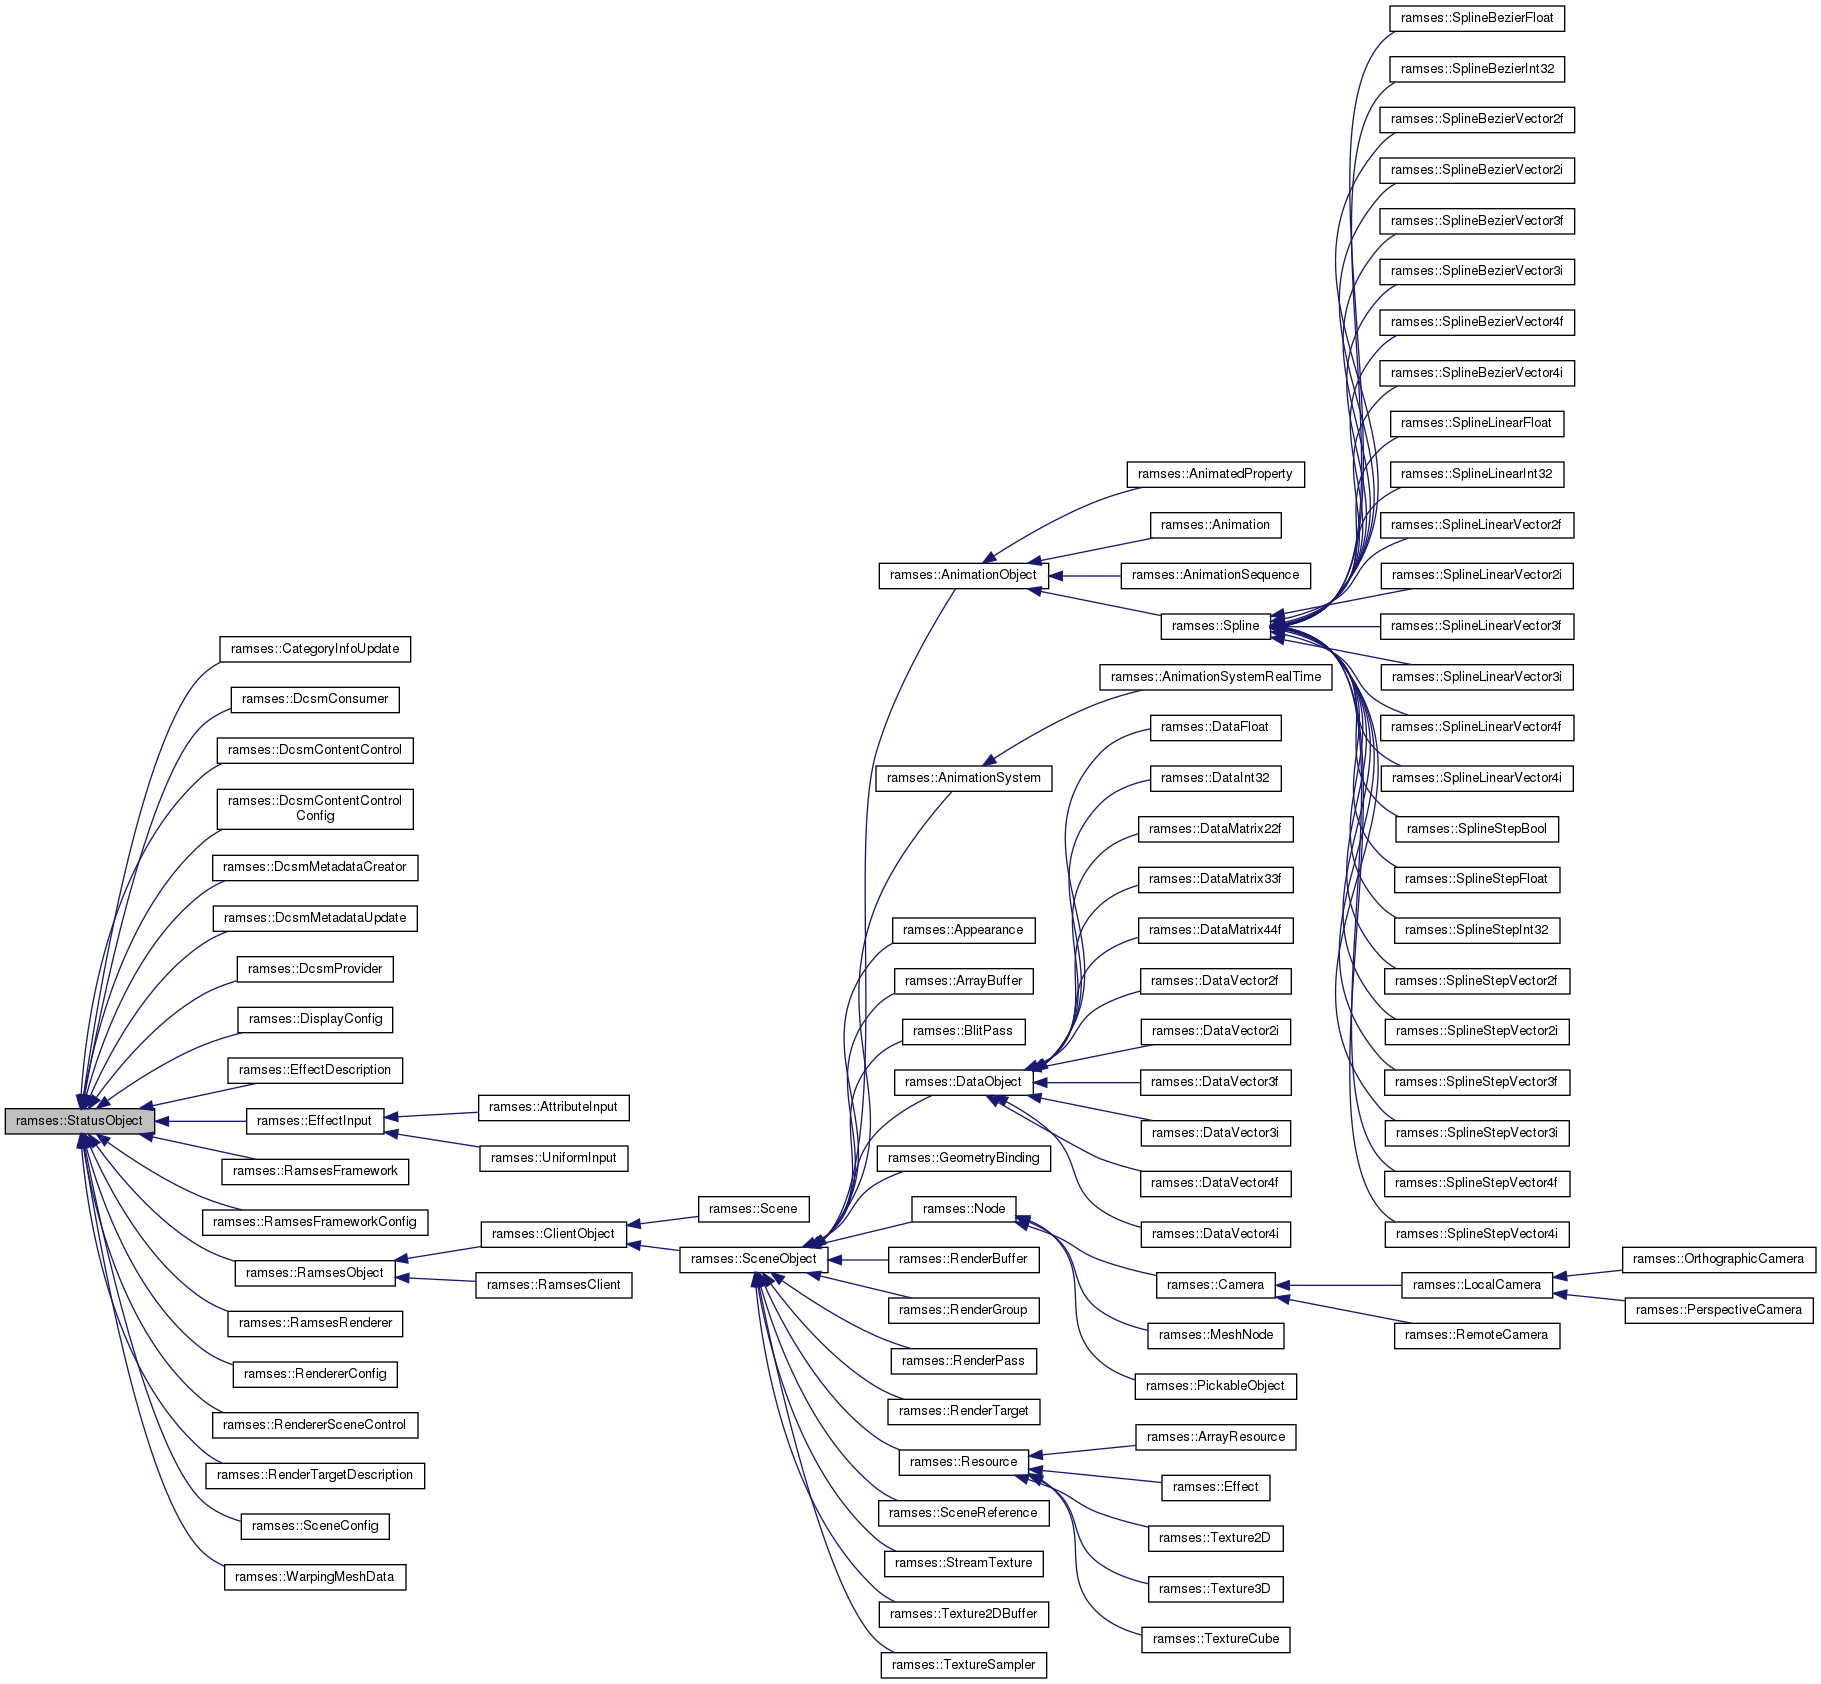 ramses::StatusObject
ramses::CategoryInfoUpdate
ramses::DcsmConsumer
ramses::DcsmContentControl
ramses::DcsmContentControl
Config
ramses::DcsmMetadataCreator
ramses::DcsmMetadataUpdate
ramses::DcsmProvider
ramses::DisplayConfig
ramses::EffectDescription
ramses::EffectInput
ramses::RamsesFramework
ramses::RamsesFrameworkConfig
ramses::RamsesObject
ramses::RamsesRenderer
ramses::RendererConfig
ramses::RendererSceneControl
ramses::RenderTargetDescription
ramses::SceneConfig
ramses::WarpingMeshData
ramses::AttributeInput
ramses::UniformInput
ramses::ClientObject
ramses::RamsesClient
ramses::Scene
ramses::SceneObject
ramses::AnimationObject
ramses::AnimationSystem
ramses::Appearance
ramses::ArrayBuffer
ramses::BlitPass
ramses::DataObject
ramses::GeometryBinding
ramses::Node
ramses::RenderBuffer
ramses::RenderGroup
ramses::RenderPass
ramses::RenderTarget
ramses::Resource
ramses::SceneReference
ramses::StreamTexture
ramses::Texture2DBuffer
ramses::TextureSampler
ramses::AnimatedProperty
ramses::Animation
ramses::AnimationSequence
ramses::Spline
ramses::AnimationSystemRealTime
ramses::DataFloat
ramses::DataInt32
ramses::DataMatrix22f
ramses::DataMatrix33f
ramses::DataMatrix44f
ramses::DataVector2f
ramses::DataVector2i
ramses::DataVector3f
ramses::DataVector3i
ramses::DataVector4f
ramses::DataVector4i
ramses::Camera
ramses::MeshNode
ramses::PickableObject
ramses::ArrayResource
ramses::Effect
ramses::Texture2D
ramses::Texture3D
ramses::TextureCube
ramses::SplineBezierFloat
ramses::SplineBezierInt32
ramses::SplineBezierVector2f
ramses::SplineBezierVector2i
ramses::SplineBezierVector3f
ramses::SplineBezierVector3i
ramses::SplineBezierVector4f
ramses::SplineBezierVector4i
ramses::SplineLinearFloat
ramses::SplineLinearInt32
ramses::SplineLinearVector2f
ramses::SplineLinearVector2i
ramses::SplineLinearVector3f
ramses::SplineLinearVector3i
ramses::SplineLinearVector4f
ramses::SplineLinearVector4i
ramses::SplineStepBool
ramses::SplineStepFloat
ramses::SplineStepInt32
ramses::SplineStepVector2f
ramses::SplineStepVector2i
ramses::SplineStepVector3f
ramses::SplineStepVector3i
ramses::SplineStepVector4f
ramses::SplineStepVector4i
ramses::LocalCamera
ramses::RemoteCamera
ramses::OrthographicCamera
ramses::PerspectiveCamera